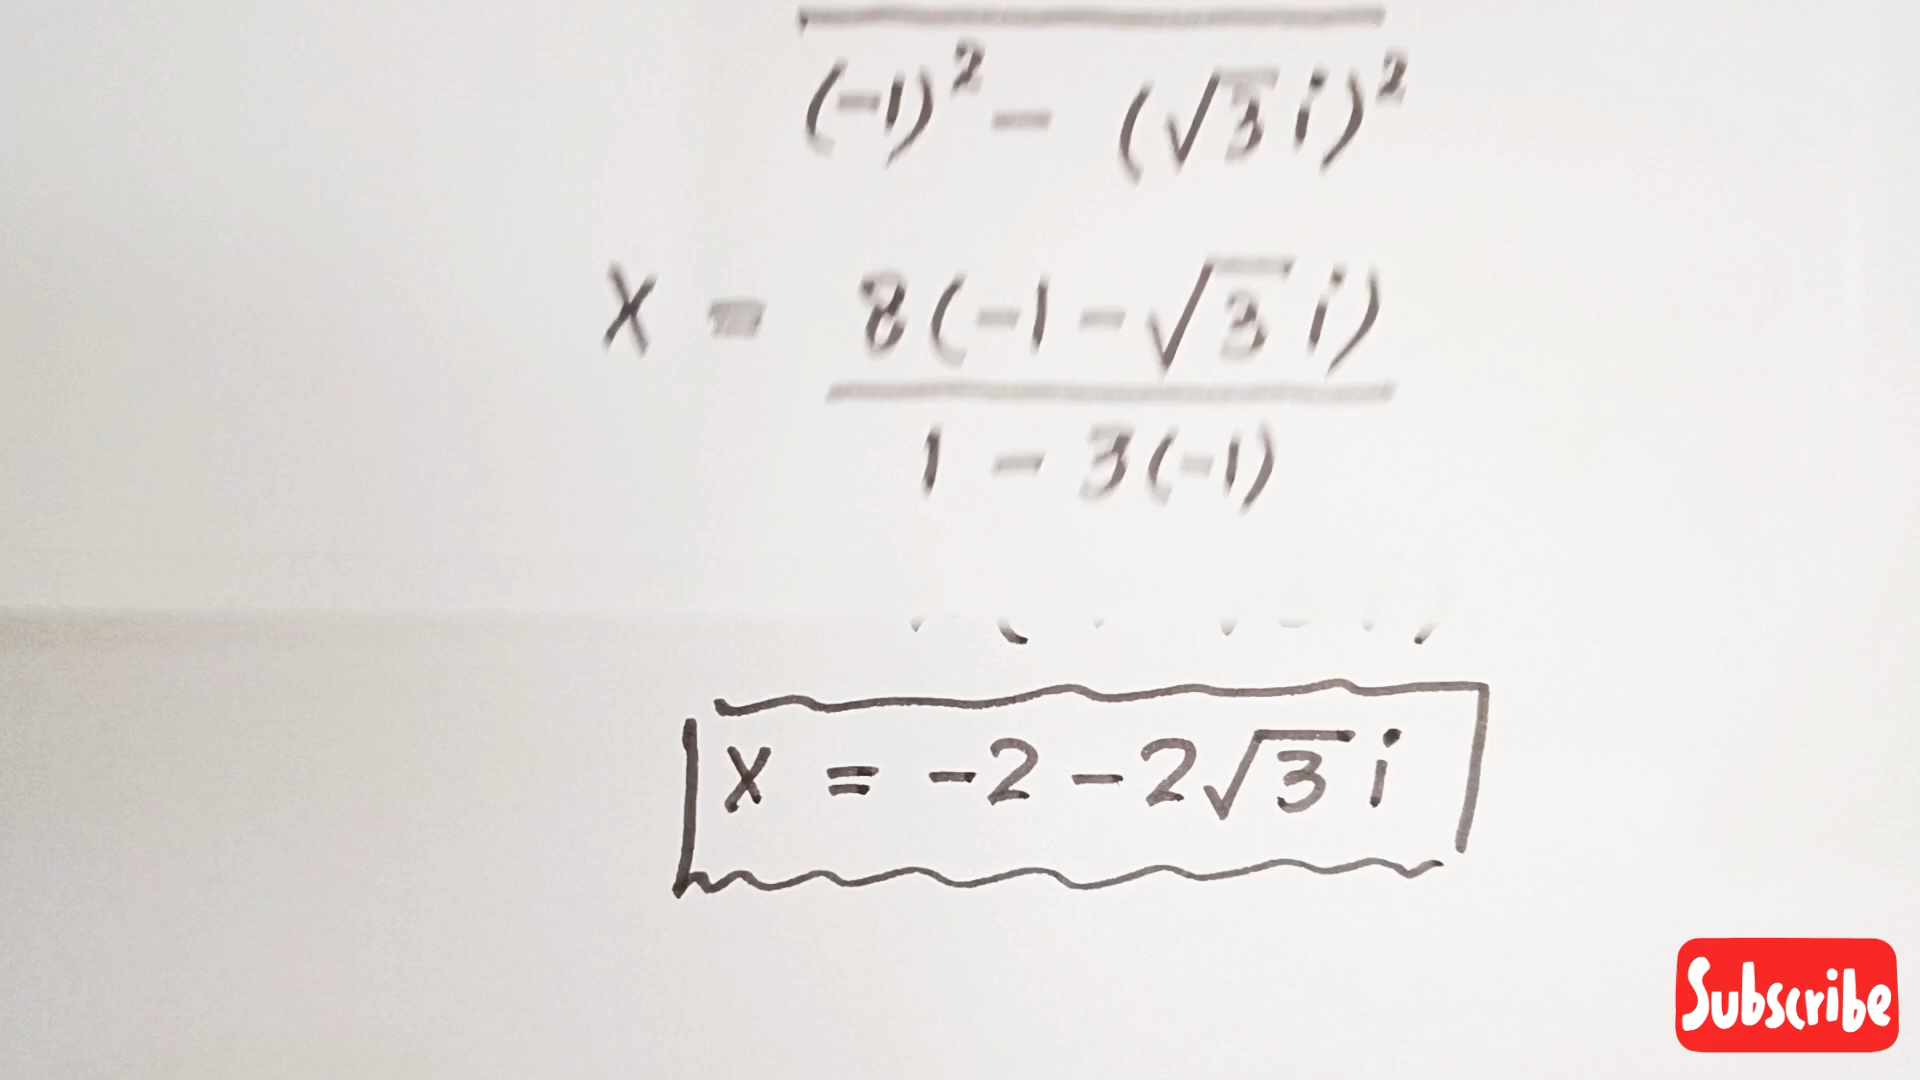 (-1)² - (√3 i)²
x = 8(-1 - √3 i)
1 - 3(-1)
x = -2 - 2√3 i
Subscribe